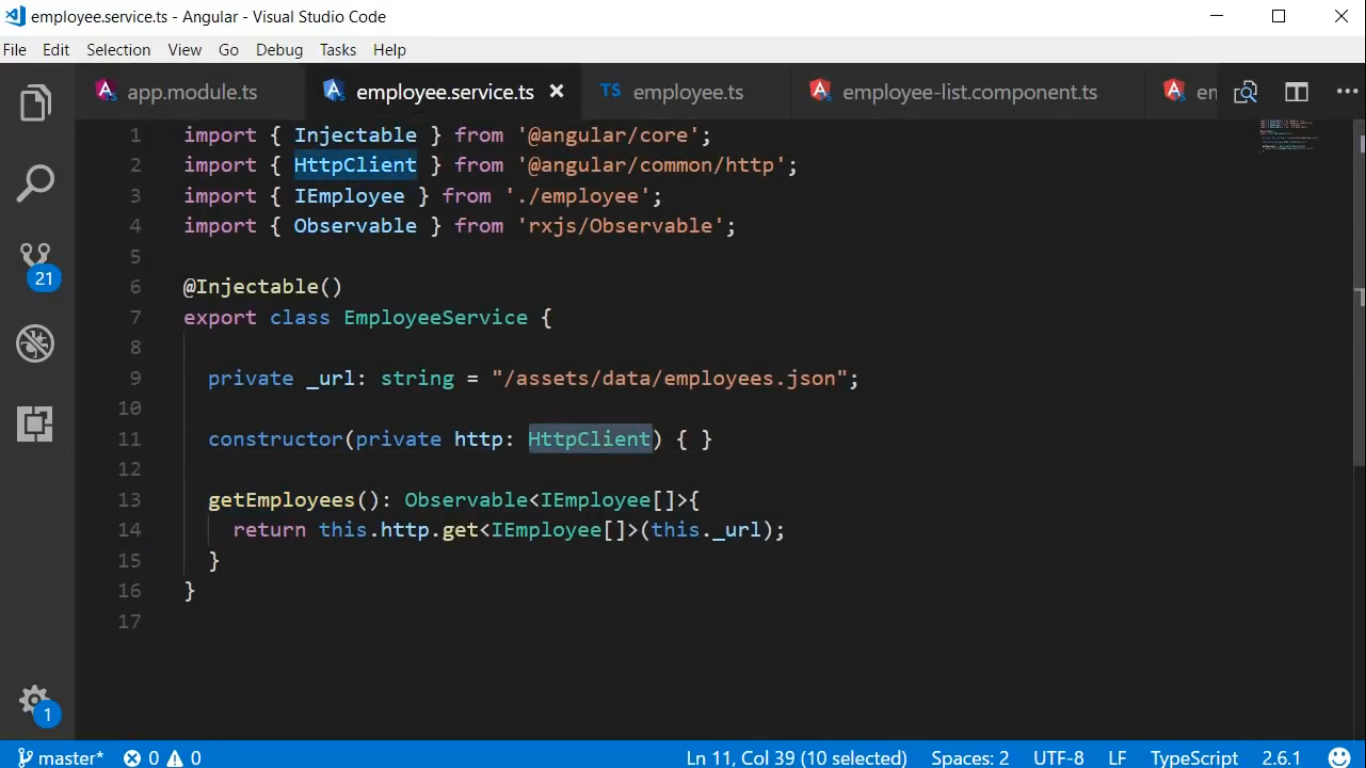 employee.service.ts - Angular - Visual Studio Code
File Edit Selection View Go Debug Tasks Help
app.module.ts employee.service.ts TS employee.ts employee-list.component.ts en
1 import { Injectable } from '@angular/core';
2 import { HttpClient } from '@angular/common/http';
3 import { IEmployee } from './employee';
4 import { Observable } from 'rxjs/Observable';
5
6 @Injectable()
7 export class EmployeeService {
8
9 private _url: string = "/assets/data/employees.json";
10
11 constructor(private http: HttpClient) { }
12
13 getEmployees(): Observable<IEmployee[]>{
14 return this.http.get<IEmployee[]>(this._url);
15 }
16 }
17
21
1
master* 0 0 Ln 11, Col 39 (10 selected) Spaces: 2 UTF-8 LF TypeScript 2.6.1